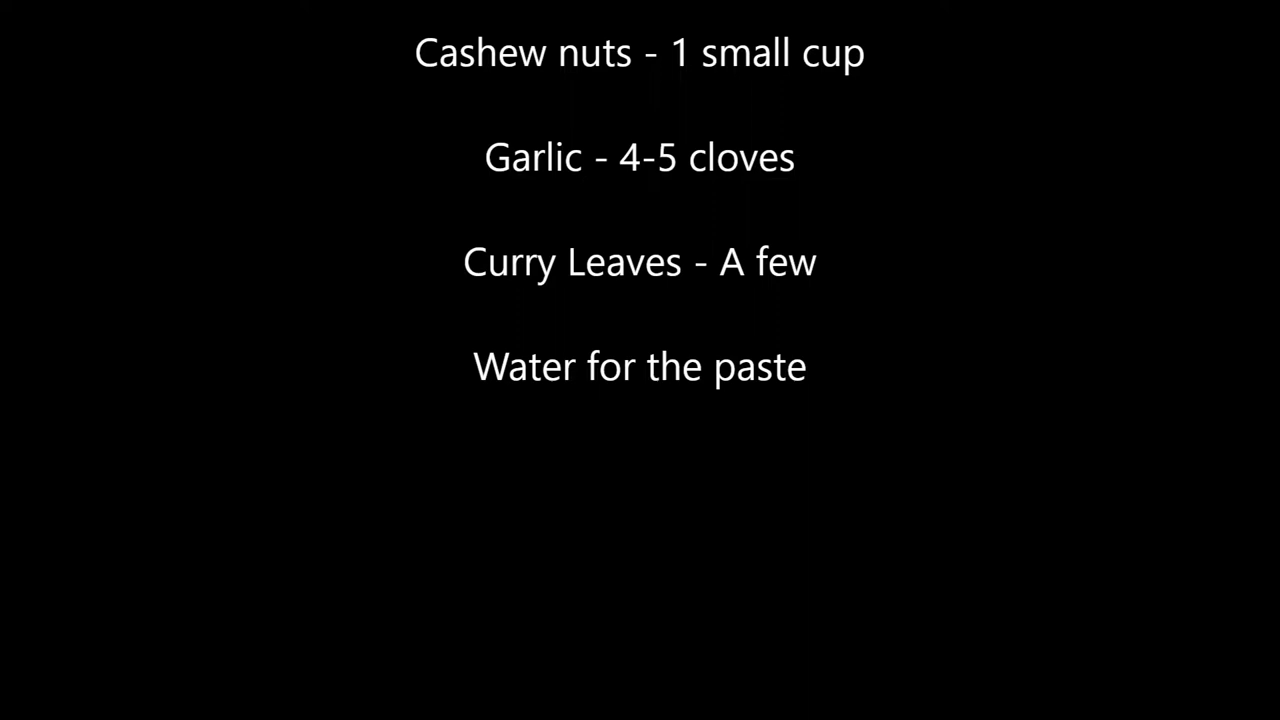 Cashew nuts - 1 small cup
Garlic - 4-5 cloves
Curry Leaves - A few
Water for the paste